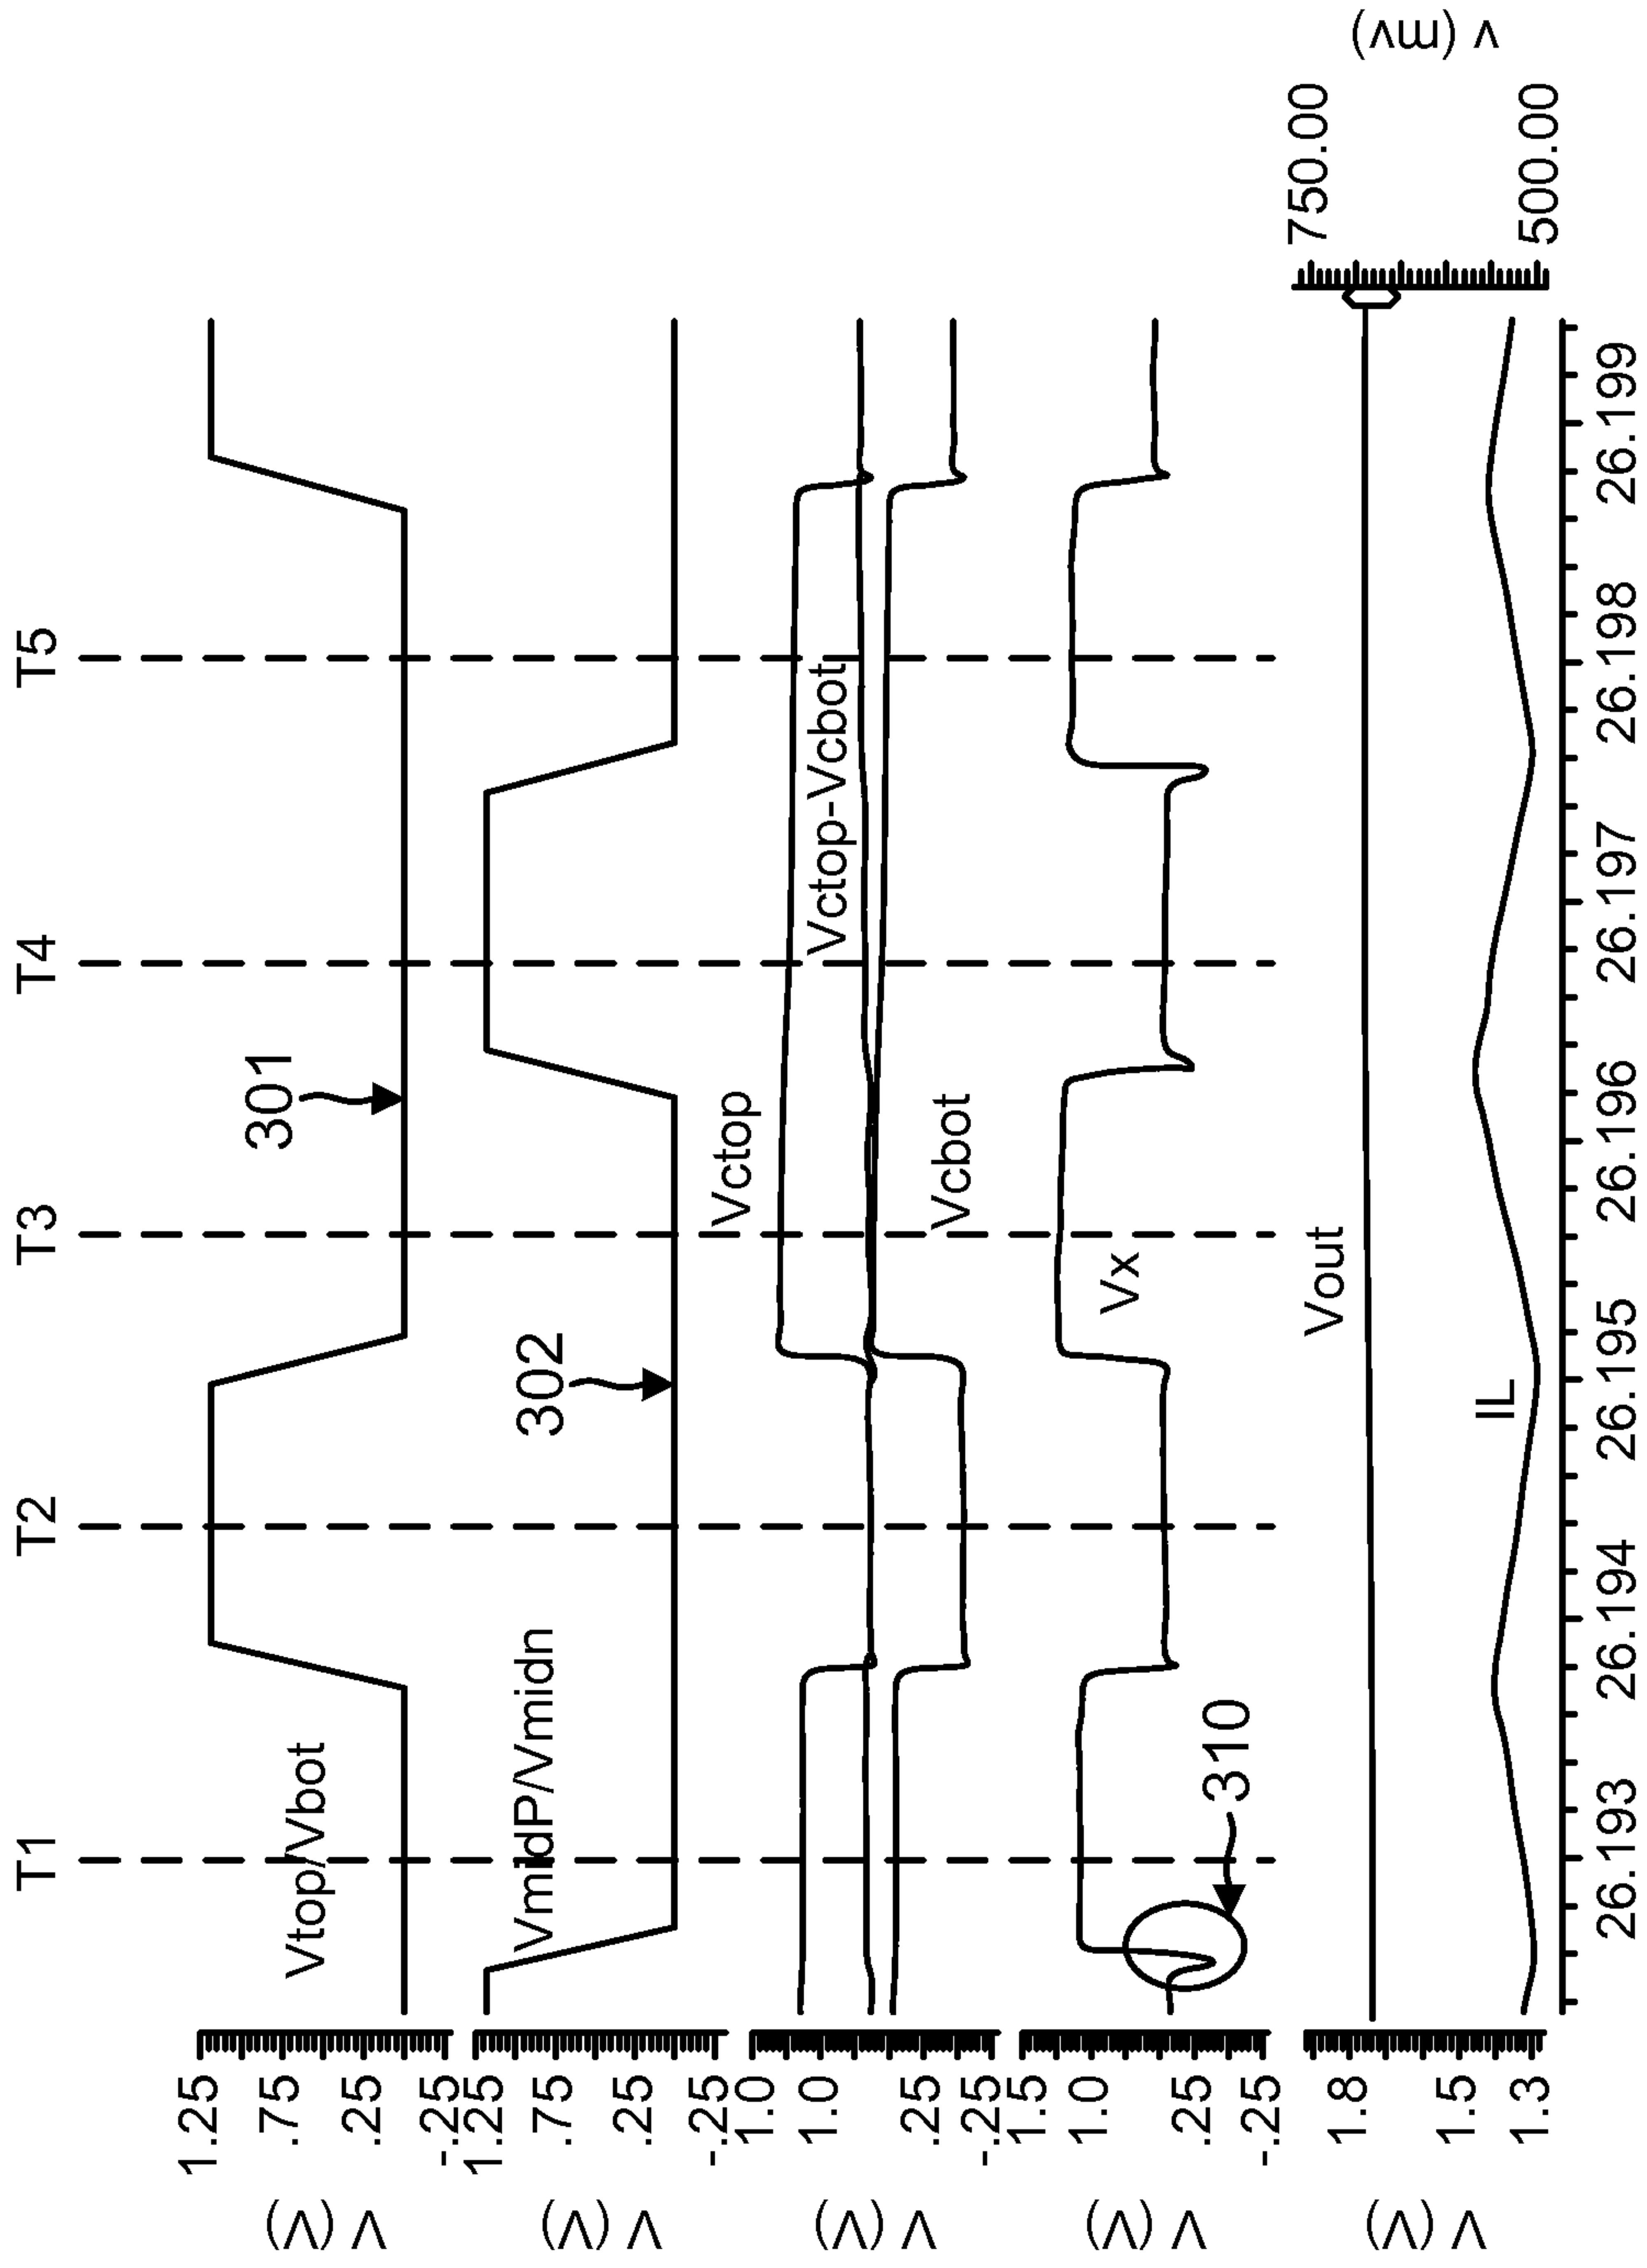 T1 T2 T3 T4 T5
1.25
.75
.25
-.25
V (V)
Vtop/Vbot
301
1.25
.75
.25
-.25
V (V)
VmidP/Vmidn
302
1.0
1.0
.25
-.25
V (V)
Vctop
Vctop-Vcbot
Vcbot
1.5
1.0
.25
-.25
V (V)
Vx
310
1.8
1.5
1.3
V (V)
Vout
IL
750.00
500.00
V (mv)
26.193 26.194 26.195 26.196 26.197 26.198 26.199